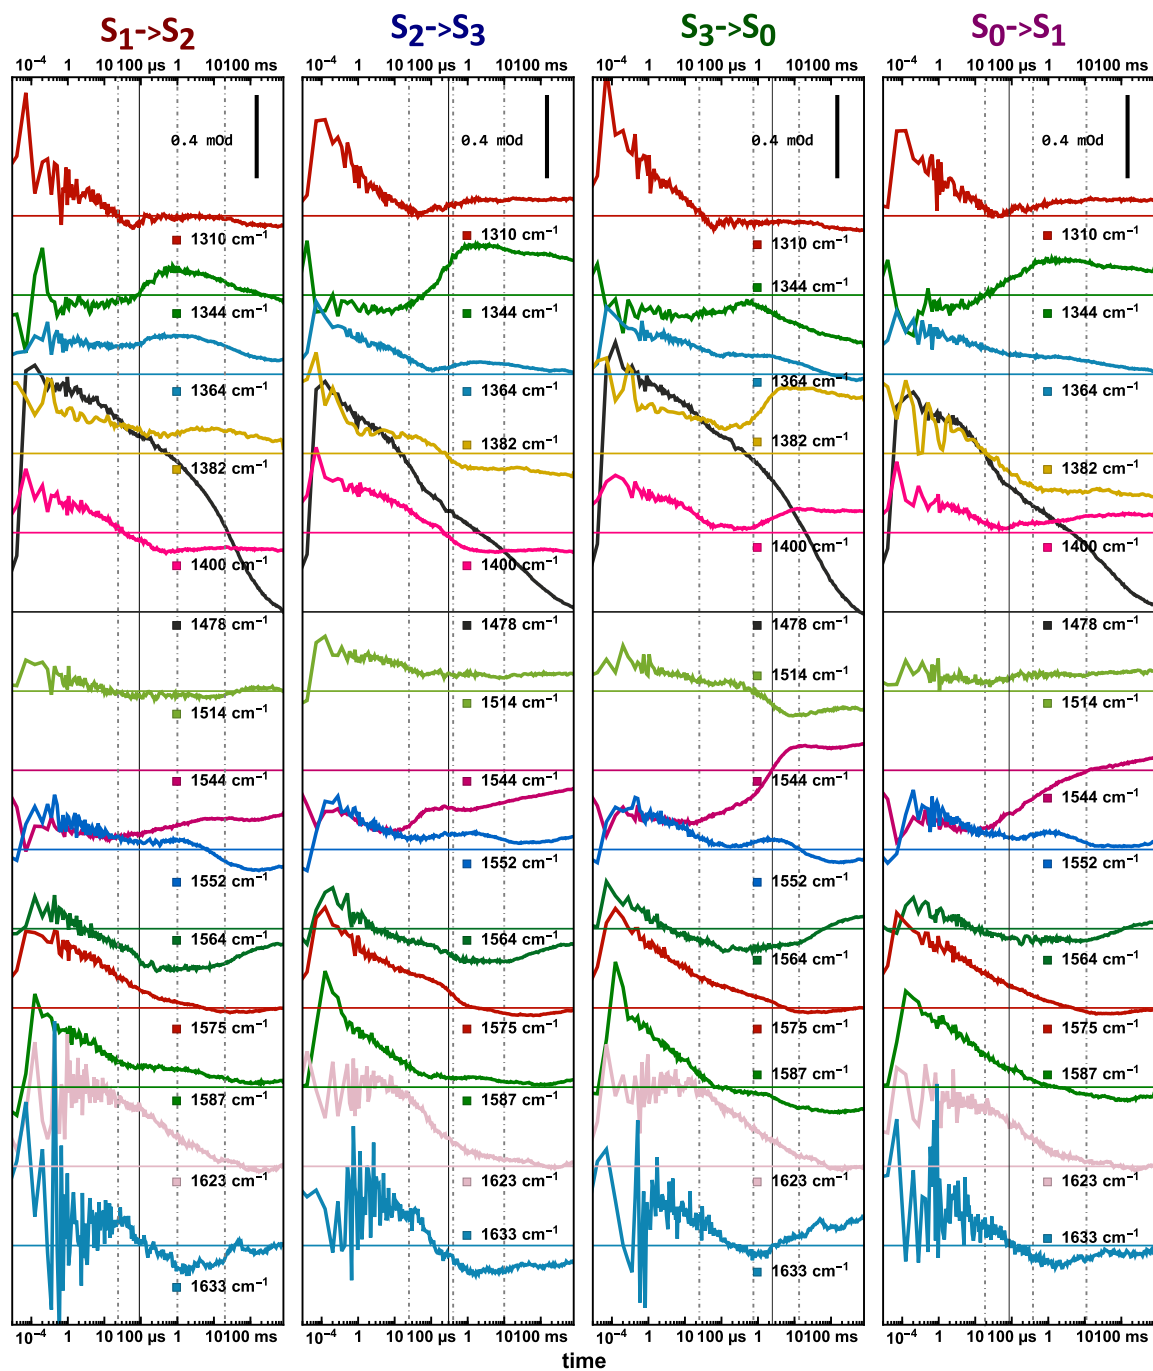 S1->S2 S2->S3 S3->S0 S0->S1
10⁻⁴ 1 10 100 µs 1 10100 ms 10⁻⁴ 1 10 100 µs 1 10100 ms 10⁻⁴ 1 10 100 µs 1 10100 ms 10⁻⁴ 1 10 100 µs 1 10100 ms
0.4 mOd 0.4 mOd 0.4 mOd 0.4 mOd
1310 cm⁻¹ 1310 cm⁻¹ 1310 cm⁻¹ 1310 cm⁻¹
1344 cm⁻¹ 1344 cm⁻¹ 1344 cm⁻¹ 1344 cm⁻¹
1364 cm⁻¹ 1364 cm⁻¹ 1364 cm⁻¹ 1364 cm⁻¹
1382 cm⁻¹ 1382 cm⁻¹ 1382 cm⁻¹ 1382 cm⁻¹
1400 cm⁻¹ 1400 cm⁻¹ 1400 cm⁻¹ 1400 cm⁻¹
1478 cm⁻¹ 1478 cm⁻¹ 1478 cm⁻¹ 1478 cm⁻¹
1514 cm⁻¹ 1514 cm⁻¹ 1514 cm⁻¹ 1514 cm⁻¹
1544 cm⁻¹ 1544 cm⁻¹ 1544 cm⁻¹ 1544 cm⁻¹
1552 cm⁻¹ 1552 cm⁻¹ 1552 cm⁻¹ 1552 cm⁻¹
1564 cm⁻¹ 1564 cm⁻¹ 1564 cm⁻¹ 1564 cm⁻¹
1575 cm⁻¹ 1575 cm⁻¹ 1575 cm⁻¹ 1575 cm⁻¹
1587 cm⁻¹ 1587 cm⁻¹ 1587 cm⁻¹ 1587 cm⁻¹
1623 cm⁻¹ 1623 cm⁻¹ 1623 cm⁻¹ 1623 cm⁻¹
1633 cm⁻¹ 1633 cm⁻¹ 1633 cm⁻¹ 1633 cm⁻¹
10⁻⁴ 1 10 100 µs 1 10100 ms 10⁻⁴ 1 10 100 µs 1 10100 ms 10⁻⁴ 1 10 100 µs 1 10100 ms 10⁻⁴ 1 10 100 µs 1 10100 ms
time